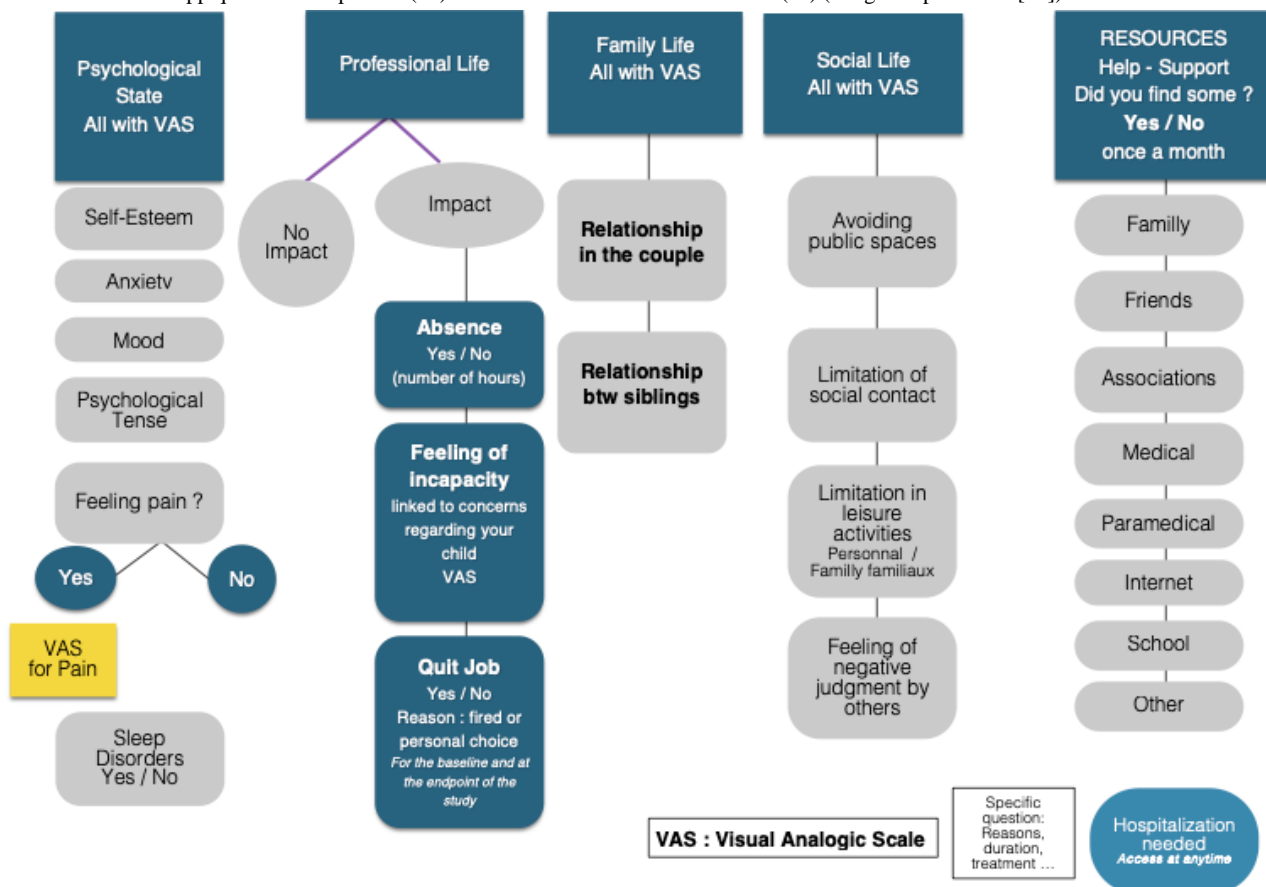 Psychological
State
All with VAS
Self-Esteem
Anxietv
Mood
Psychological
Tense
Feeling pain ?
Yes
No
VAS
for Pain
Sleep
Disorders
Yes / No
Professional Life
No
Impact
Impact
Absence
Yes / No
(number of hours)
Feeling of
incapacity
linked to concerns
regarding your
child
VAS
Quit Job
Yes / No
Reason : fired or
personal choice
For the baseline and at
the endpoint of the
study
Family Life
All with VAS
Relationship
in the couple
Relationship
btw siblings
Social Life
All with VAS
Avoiding
public spaces
Limitation of
social contact
Limitation in
leisure
activities
Personnal /
Familly familiaux
Feeling of
negative
judgment by
others
RESOURCES
Help - Support
Did you find some ?
Yes / No
once a month
Familly
Friends
Associations
Medical
Paramedical
Internet
School
Other
VAS : Visual Analogic Scale
Specific
question:
Reasons,
duration,
treatment ...
Hospitalization
needed
Access at anytime